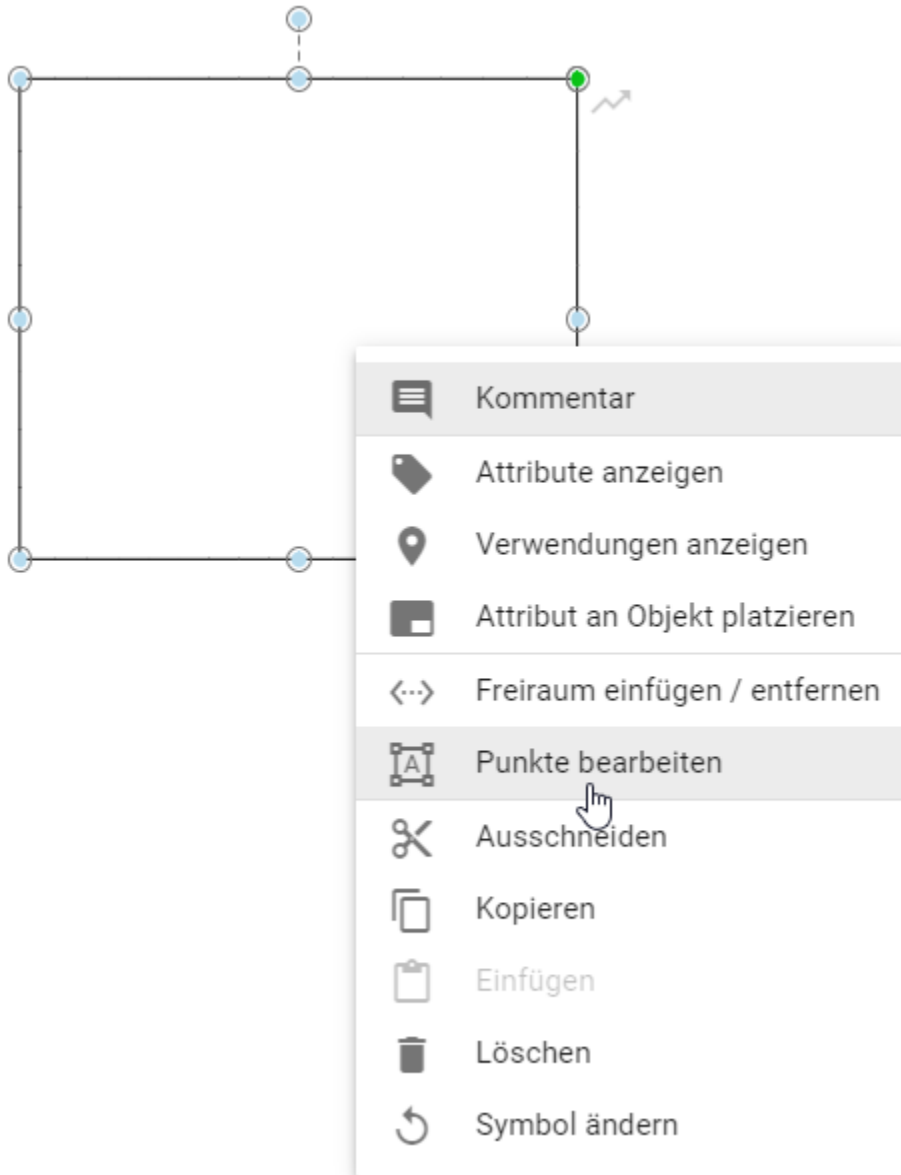 Kommentar
Attribute anzeigen
Verwendungen anzeigen
Attribut an Objekt platzieren
Freiraum einfügen / entfernen
A Punkte bearbeiten
Ausschneiden
Kopieren
Einfügen
Löschen
Symbol ändern